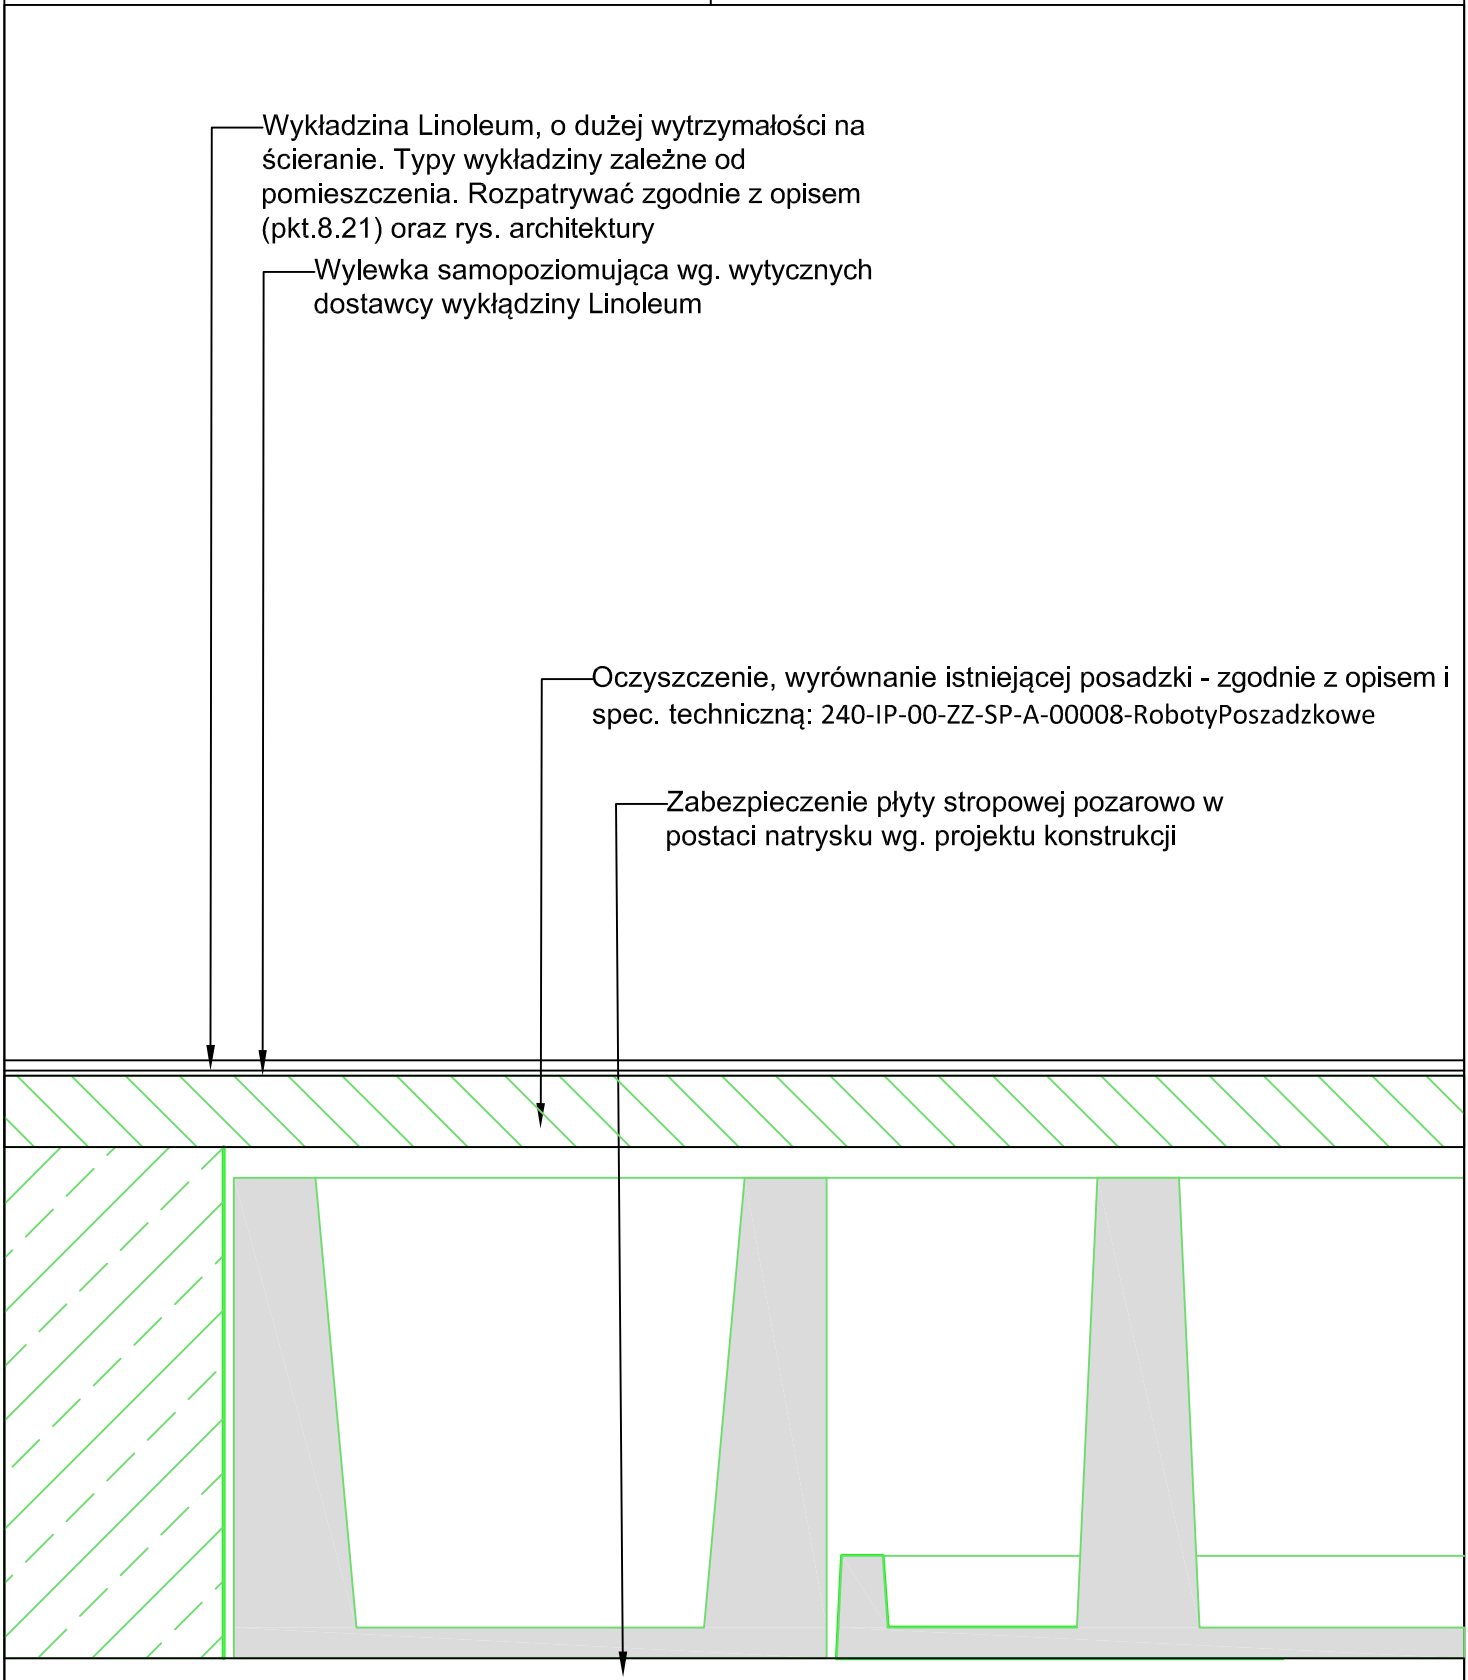 Wykładzina Linoleum, o dużej wytrzymałości na
ścieranie. Typy wykładziny zależne od
pomieszczenia. Rozpatrywać zgodnie z opisem
(pkt.8.21) oraz rys. architektury
Wylewka samopoziomująca wg. wytycznych
dostawcy wykłądziny Linoleum
Oczyszczenie, wyrównanie istniejącej posadzki - zgodnie z opisem i
spec. techniczną: 240-IP-00-ZZ-SP-A-00008-RobotyPoszadzkowe
Zabezpieczenie płyty stropowej pozarowo w
postaci natrysku wg. projektu konstrukcji